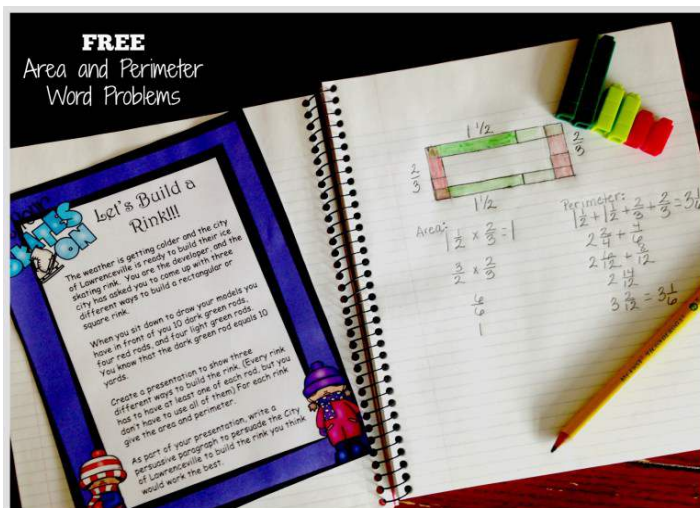 FREE
Area and Perimeter
Word Problems
SKATES
ON
Let's Build a
Rink!!!
The weather is getting colder and the city
of Lawrenceville is ready to build their ice
skating rink. You are the developer, and the
city has asked you to come up with three
different ways to build a rectangular or
square rink.
When you sit down to draw your models you
have in front of you 10 dark green rods,
four red rods, and four light green rods.
You know that the dark green rod equals 10
yards.
Create a presentation to show three
different ways to build the rink. (Every rink
has to have at least one of each rod, but you
don't have to use all of them) For each rink
give the area and perimeter.
As part of your presentation, write a
persuasive paragraph to persuade the City
of Lawrenceville to build the rink you think
would work the best.
1 1/2
2/3
2/3
1 1/2
Area:
1 1/2 x 2/3 = 1
3/2 x 2/3
6/6
1
Perimeter:
1 1/2 + 1 1/2 + 2/3 + 2/3 = 3 1/6
2 2/4 + 4/6
2 6/12 + 8/12
2 14/12
3 2/12 = 3 1/6